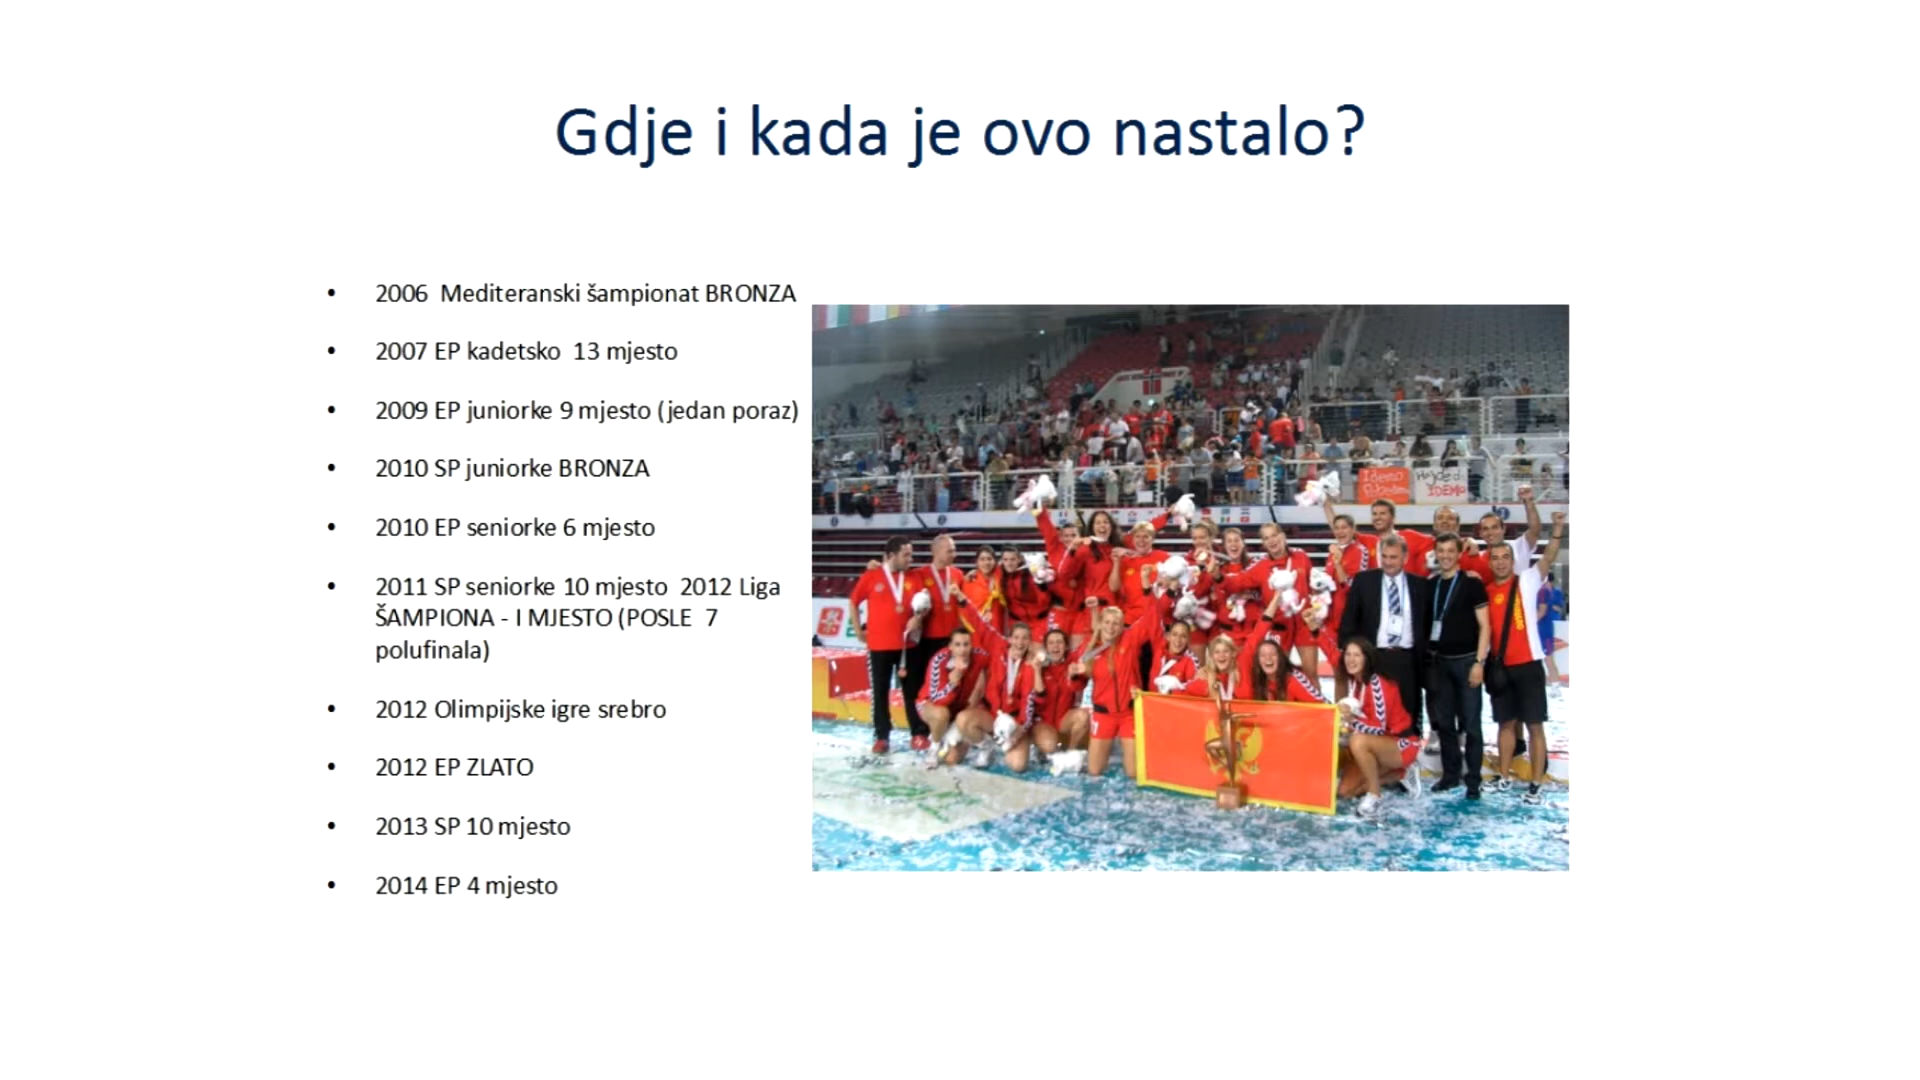 Gdje i kada je ovo nastalo?
• 2006 Mediteranski šampionat BRONZA
• 2007 EP kadetsko 13 mjesto
• 2009 EP juniorke 9 mjesto (jedan poraz)
• 2010 SP juniorke BRONZA
• 2010 EP seniorke 6 mjesto
• 2011 SP seniorke 10 mjesto 2012 Liga
ŠAMPIONA - I MJESTO (POSLE 7
polufinala)
• 2012 Olimpijske igre srebro
• 2012 EP ZLATO
• 2013 SP 10 mjesto
• 2014 EP 4 mjesto
Idemo
IDEMO